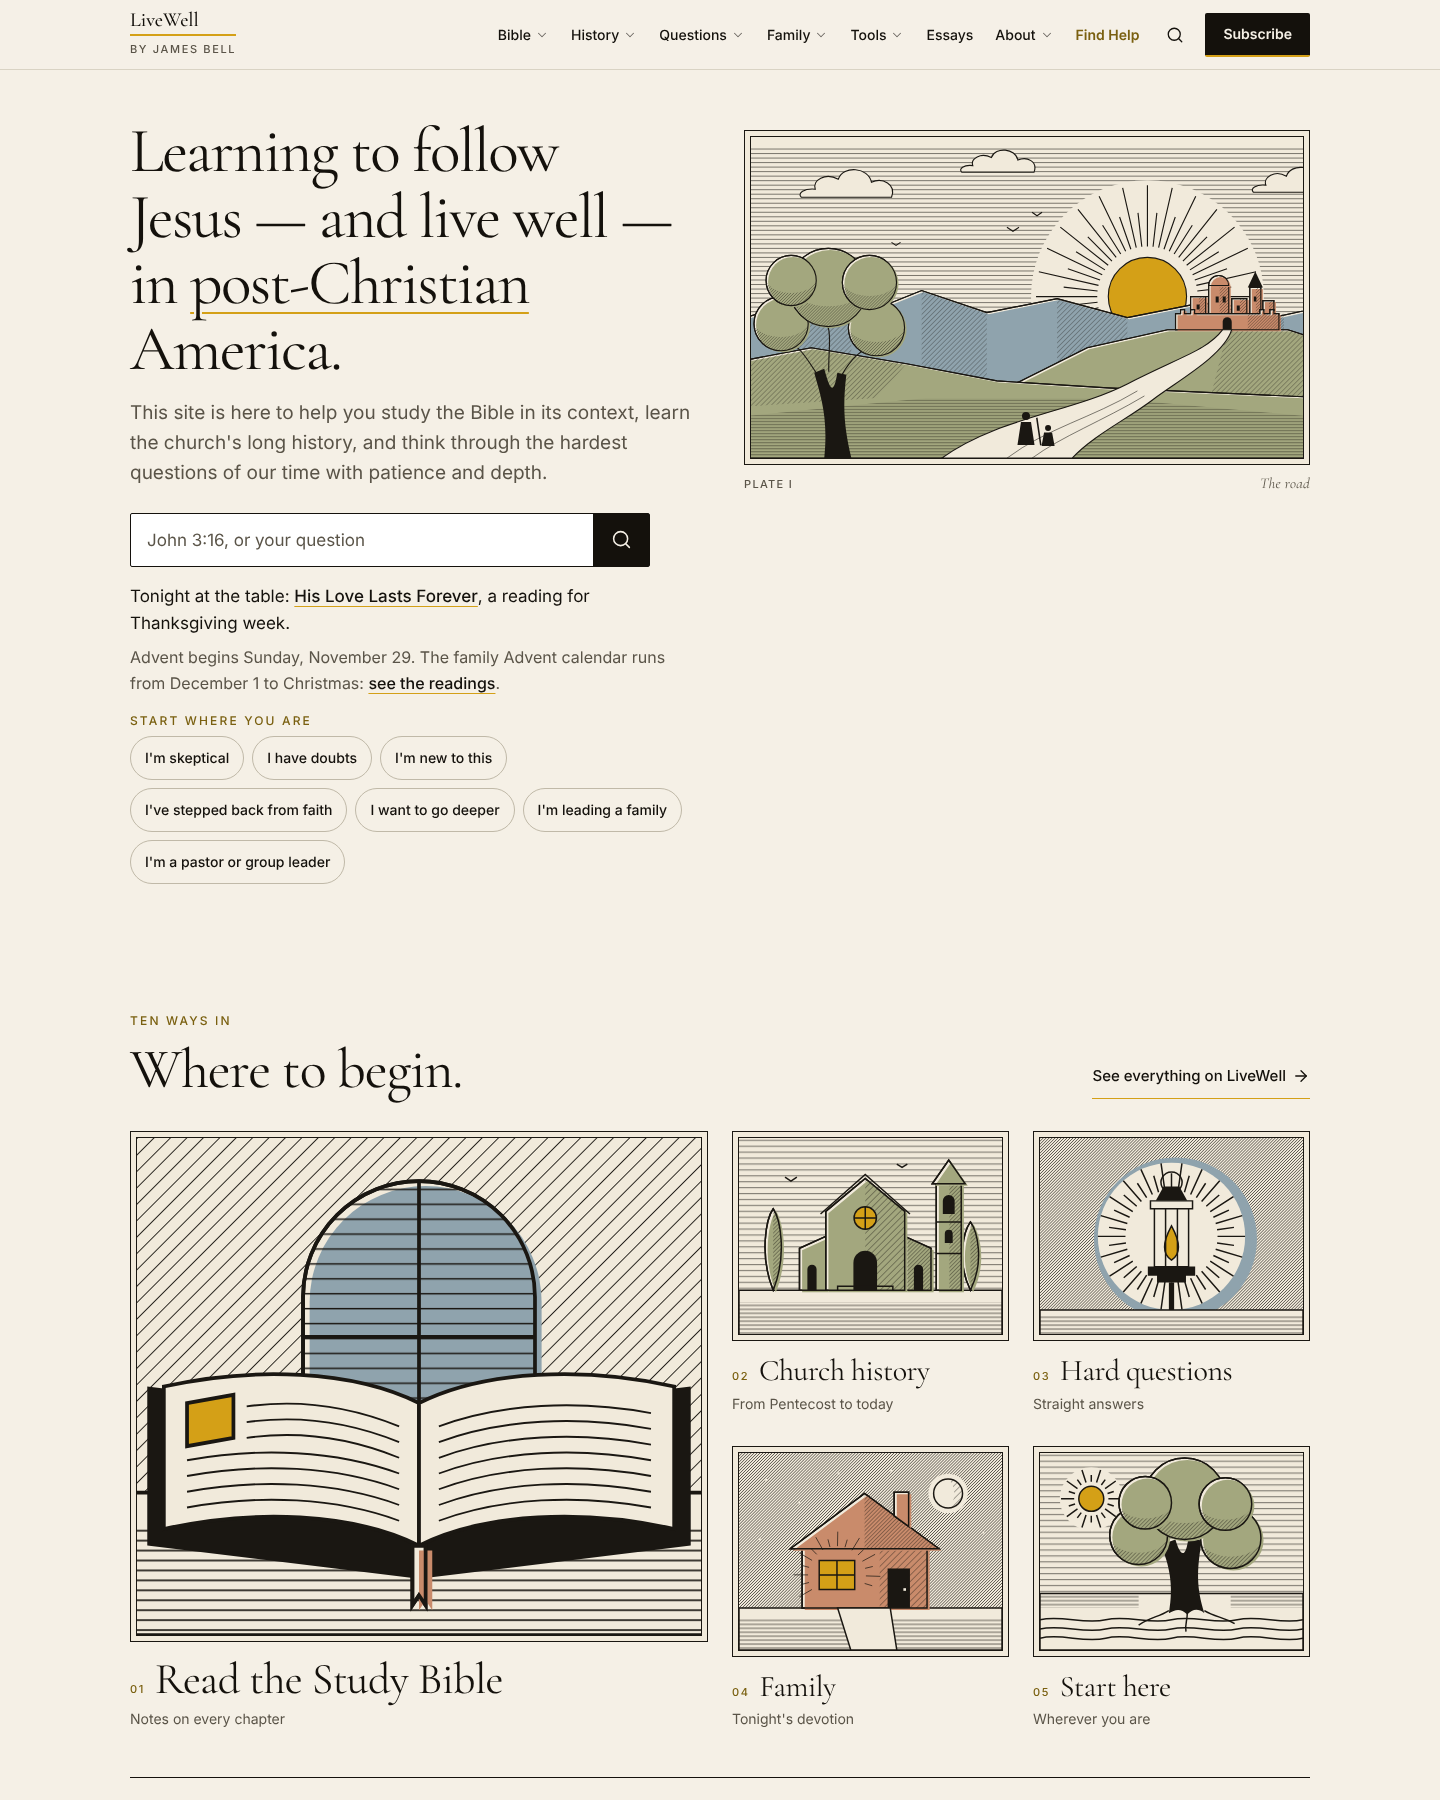 LiveWell
BY JAMES BELL
Bible
History
Questions
Family
Tools
Essays
About
Find Help
Subscribe
Learning to follow
Jesus — and live well —
in post-Christian
America.
This site is here to help you study the Bible in its context, learn
the church's long history, and think through the hardest
questions of our time with patience and depth.
John 3:16, or your question
Tonight at the table: His Love Lasts Forever, a reading for
Thanksgiving week.
Advent begins Sunday, November 29. The family Advent calendar runs
from December 1 to Christmas: see the readings.
START WHERE YOU ARE
I'm skeptical
I have doubts
I'm new to this
I've stepped back from faith
I want to go deeper
I'm leading a family
I'm a pastor or group leader
PLATE I
The road
TEN WAYS IN
Where to begin.
See everything on LiveWell
01 Read the Study Bible
Notes on every chapter
02 Church history
From Pentecost to today
03 Hard questions
Straight answers
04 Family
Tonight's devotion
05 Start here
Wherever you are